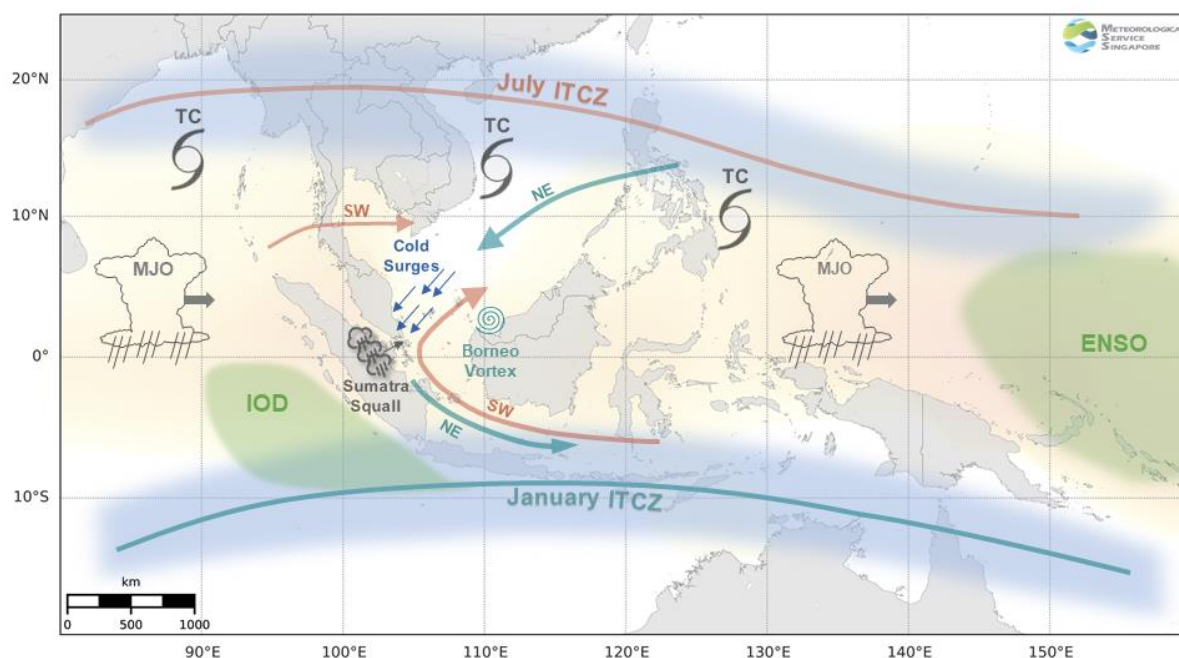 METEOROLOGICAL
SERVICE
SINGAPORE
20°N
July ITCZ
TC
TC
TC
NE
10°N
SW
Cold
Surges
MJO
MJO
0°
Borneo
Vortex
ENSO
Sumatra
Squall
IOD
SW
NE
10°S
January ITCZ
km
0 500 1000
90°E 100°E 110°E 120°E 130°E 140°E 150°E